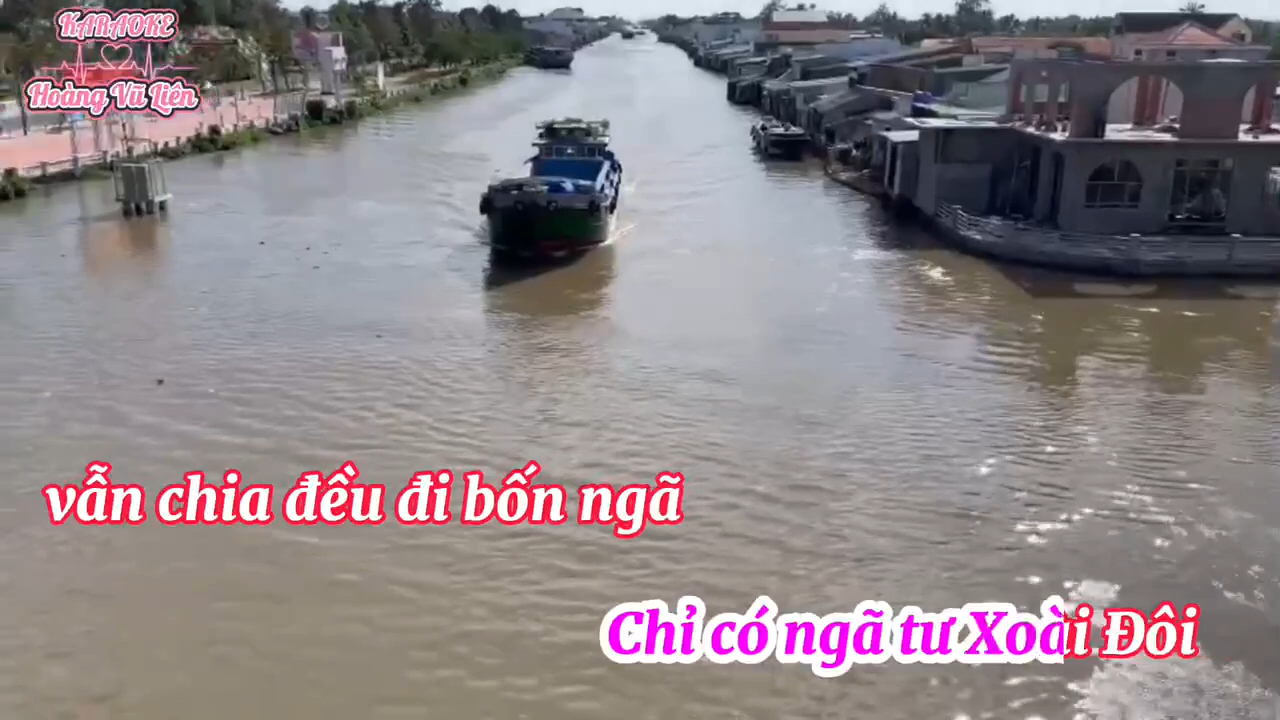 KARAOKE
Hoàng Vũ Liên
vẫn chia đều đi bốn ngã
Chỉ có ngã tư Xoài Đôi